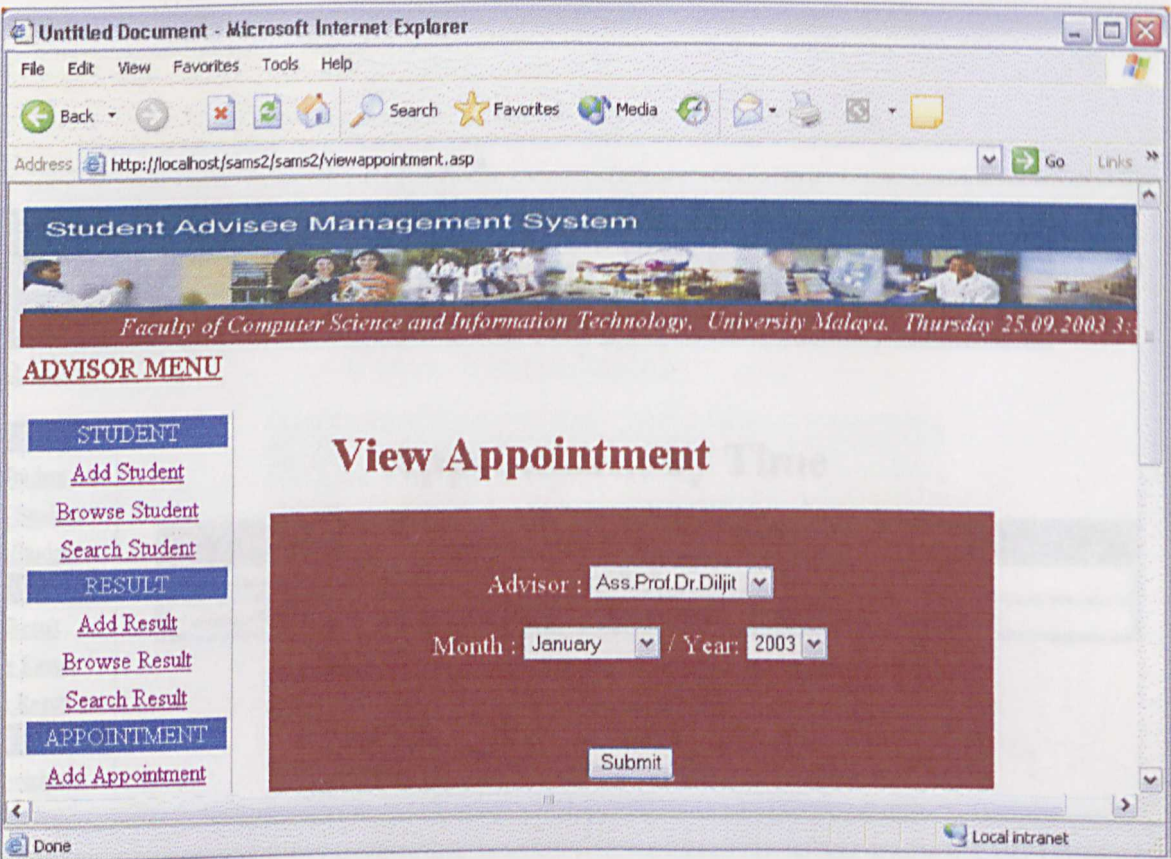 Untitled Document - Microsoft Internet Explorer
File Edit View Favorites Tools Help
Back Search Favorites Media
Address http://localhost/sams2/sams2/viewappointment.asp Go Links »
Student Advisee Management System
Faculty of Computer Science and Information Technology, University Malaya. Thursday 25.09.2003 3:
ADVISOR MENU
STUDENT
Add Student
Browse Student
Search Student
RESULT
Add Result
Browse Result
Search Result
APPOINTMENT
Add Appointment
View Appointment
Advisor : Ass.Prof.Dr.Diljit
Month : January / Year: 2003
Submit
Done Local intranet